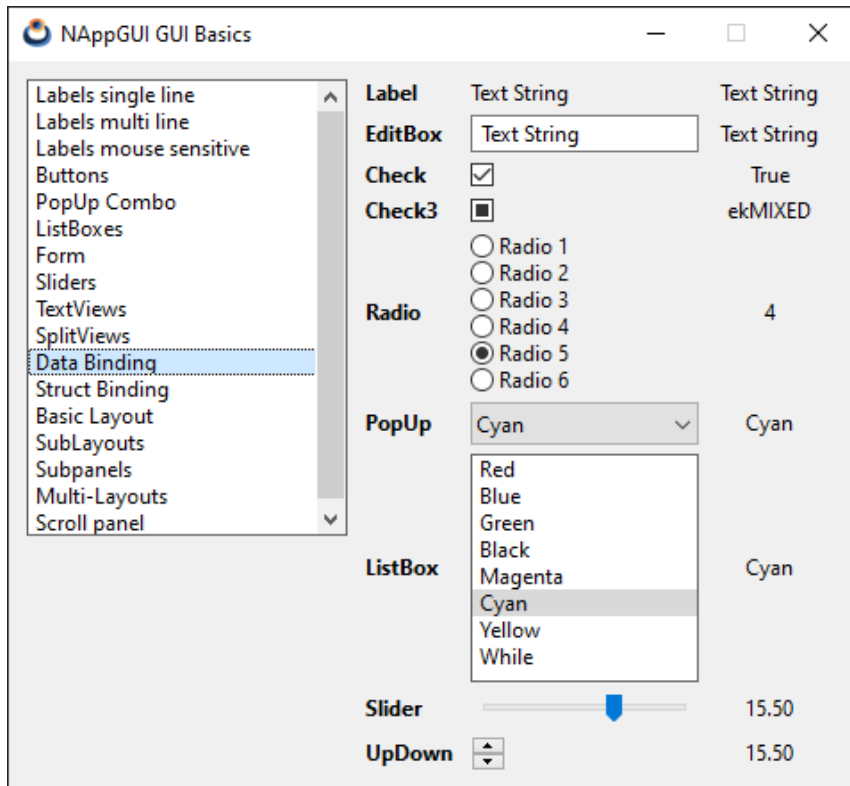 NAppGUI GUI Basics
Labels single line
Labels multi line
Labels mouse sensitive
Buttons
PopUp Combo
ListBoxes
Form
Sliders
TextViews
SplitViews
Data Binding
Struct Binding
Basic Layout
SubLayouts
Subpanels
Multi-Layouts
Scroll panel
Label Text String Text String
EditBox Text String Text String
Check True
Check3 ekMIXED
Radio 1
Radio 2
Radio 3
Radio 4
Radio 5
Radio 6
Radio 4
PopUp Cyan Cyan
Red
Blue
Green
Black
Magenta
Cyan
Yellow
While
ListBox Cyan
Slider 15.50
UpDown 15.50